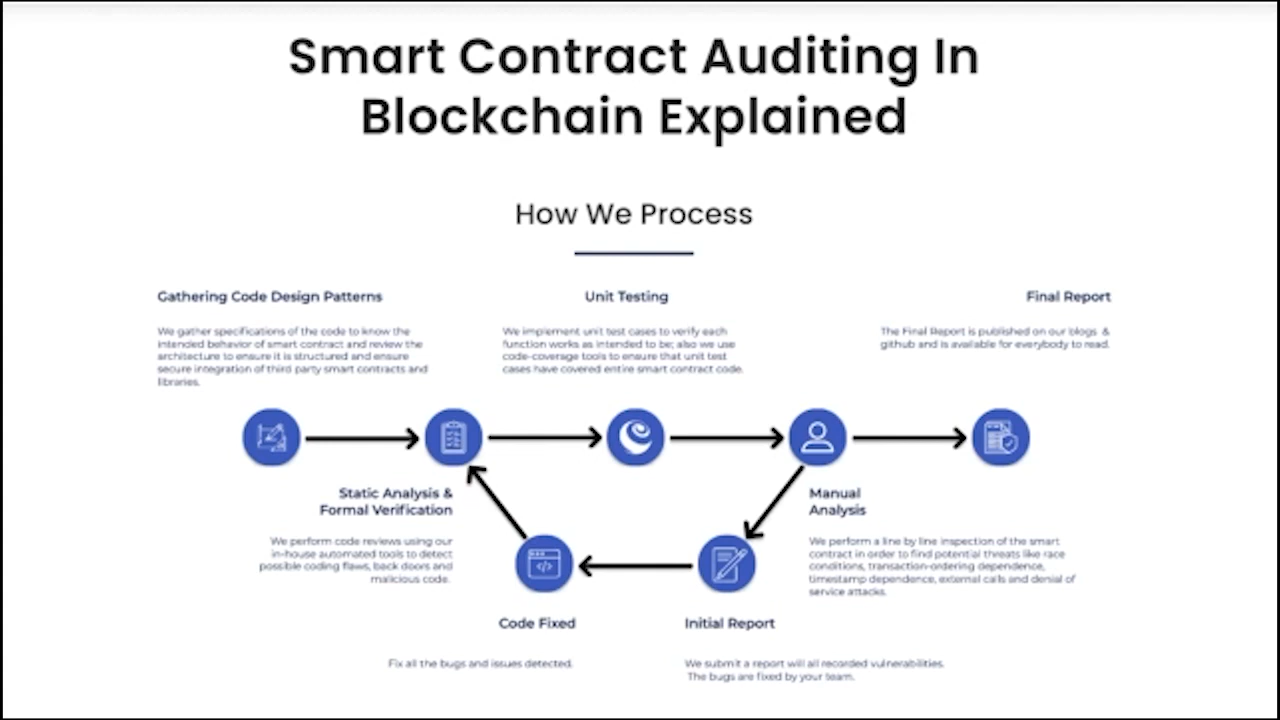 Smart Contract Auditing In
Blockchain Explained
How We Process
Gathering Code Design Patterns
We gather specifications of the code to know the
intended behavior of smart contract and review the
architecture to ensure it is structured and ensure
secure integration of third party smart contracts and
libraries.
Unit Testing
We implement unit test cases to verify each
function works as intended to be; also we use
code-coverage tools to ensure that unit test
cases have covered entire smart contract code.
Final Report
The Final Report is published on our blogs &
github and is available for everybody to read.
Static Analysis &
Formal Verification
We perform code reviews using our
in-house automated tools to detect
possible coding flaws, back doors and
malicious code.
Manual
Analysis
We perform a line by line inspection of the smart
contract in order to find potential threats like race
conditions, transaction-ordering dependence,
timestamp dependence, external calls and denial of
service attacks.
Code Fixed
Fix all the bugs and issues detected.
Initial Report
We submit a report will all recorded vulnerabilities.
The bugs are fixed by your team.